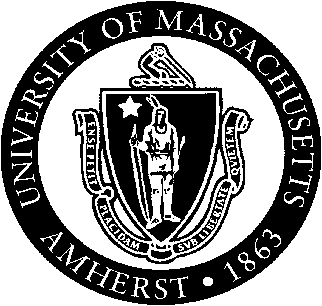 UNIVERSITY OF MASSACHUSETTS
AMHERST • 1863
ENSE PETIT
PLACIDAM
SVB LIBERTATE
QVIETEM